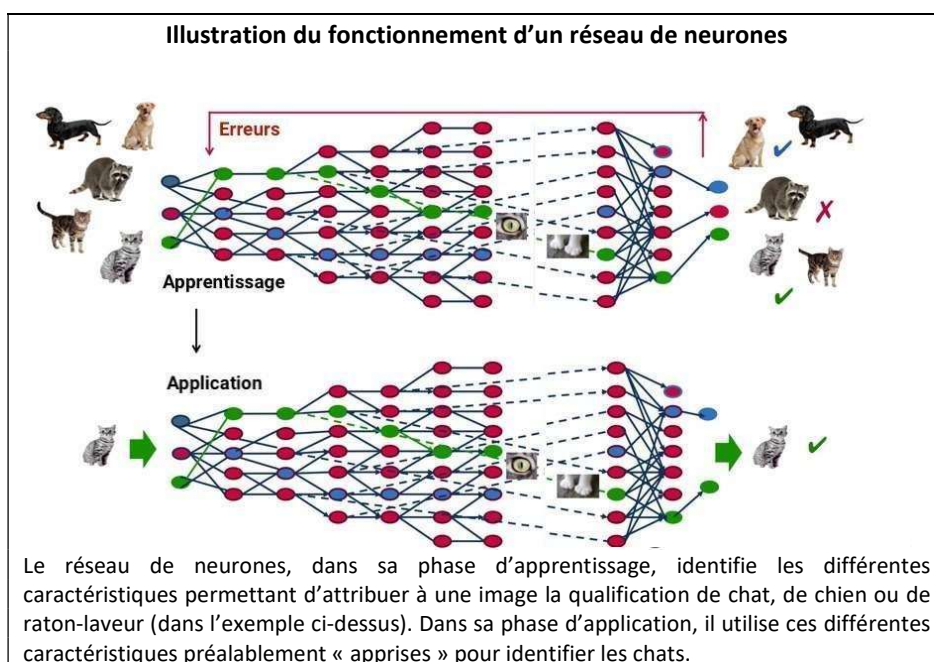 Illustration du fonctionnement d’un réseau de neurones
Erreurs
Apprentissage
Application
Le réseau de neurones, dans sa phase d’apprentissage, identifie les différentes
caractéristiques permettant d’attribuer à une image la qualification de chat, de chien ou de
raton-laveur (dans l’exemple ci-dessus). Dans sa phase d’application, il utilise ces différentes
caractéristiques préalablement « apprises » pour identifier les chats.